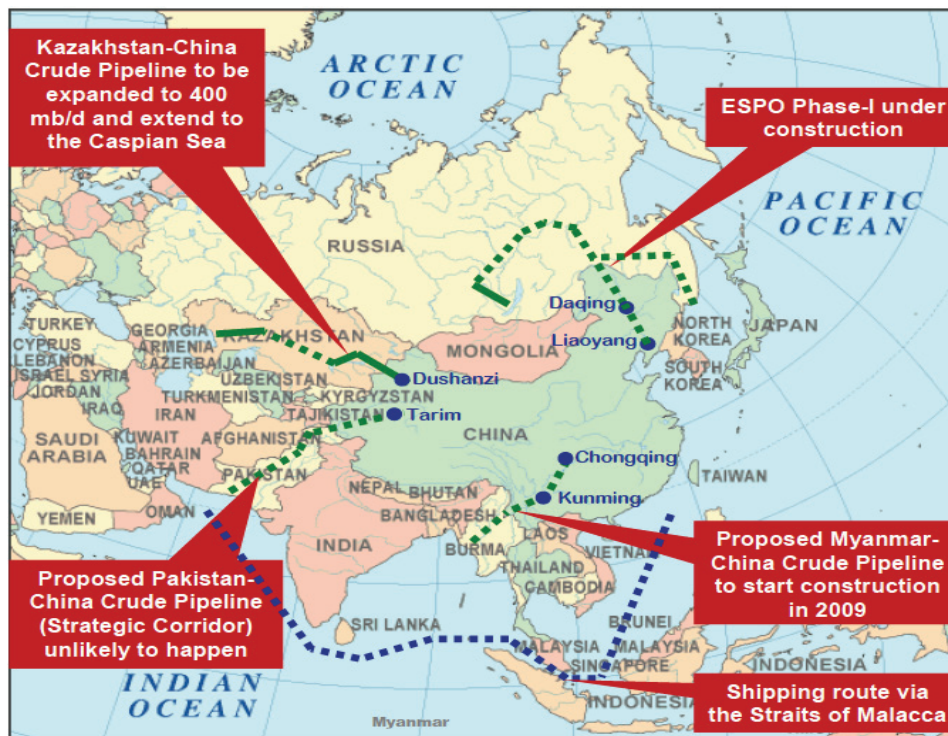 Kazakhstan-China
Crude Pipeline to be
expanded to 400
mb/d and extend to
the Caspian Sea
ARCTIC
OCEAN
ESPO Phase-I under
construction
PACIFIC
OCEAN
RUSSIA
Daqing
Liaoyang
NORTH
KOREA
JAPAN
SOUTH
KOREA
TURKEY
CYPRUS
LEBANON
ISRAEL SYRIA
JORDAN
IRAQ
GEORGIA
ARMENIA
AZERBAIJAN
KAZAKHSTAN
MONGOLIA
UZBEKISTAN
TURKMENISTAN
KYRGYZSTAN
TAJIKISTAN
Dushanzi
Tarim
IRAN
SAUDI
ARABIA
KUWAIT
BAHRAIN
QATAR
UAE
AFGHANISTAN
PAKISTAN
CHINA
Chongqing
Kunming
TAIWAN
YEMEN
OMAN
NEPAL
BHUTAN
BANGLADESH
INDIA
BURMA
LAOS
VIETNAM
THAILAND
CAMBODIA
Proposed Pakistan-
China Crude Pipeline
(Strategic Corridor)
unlikely to happen
Proposed Myanmar-
China Crude Pipeline
to start construction
in 2009
SRI LANKA
BRUNEI
MALAYSIA
MALAYSIA
SINGAPORE
INDONESIA
INDONESIA
INDIAN
OCEAN
Myanmar
Shipping route via
the Straits of Malacca